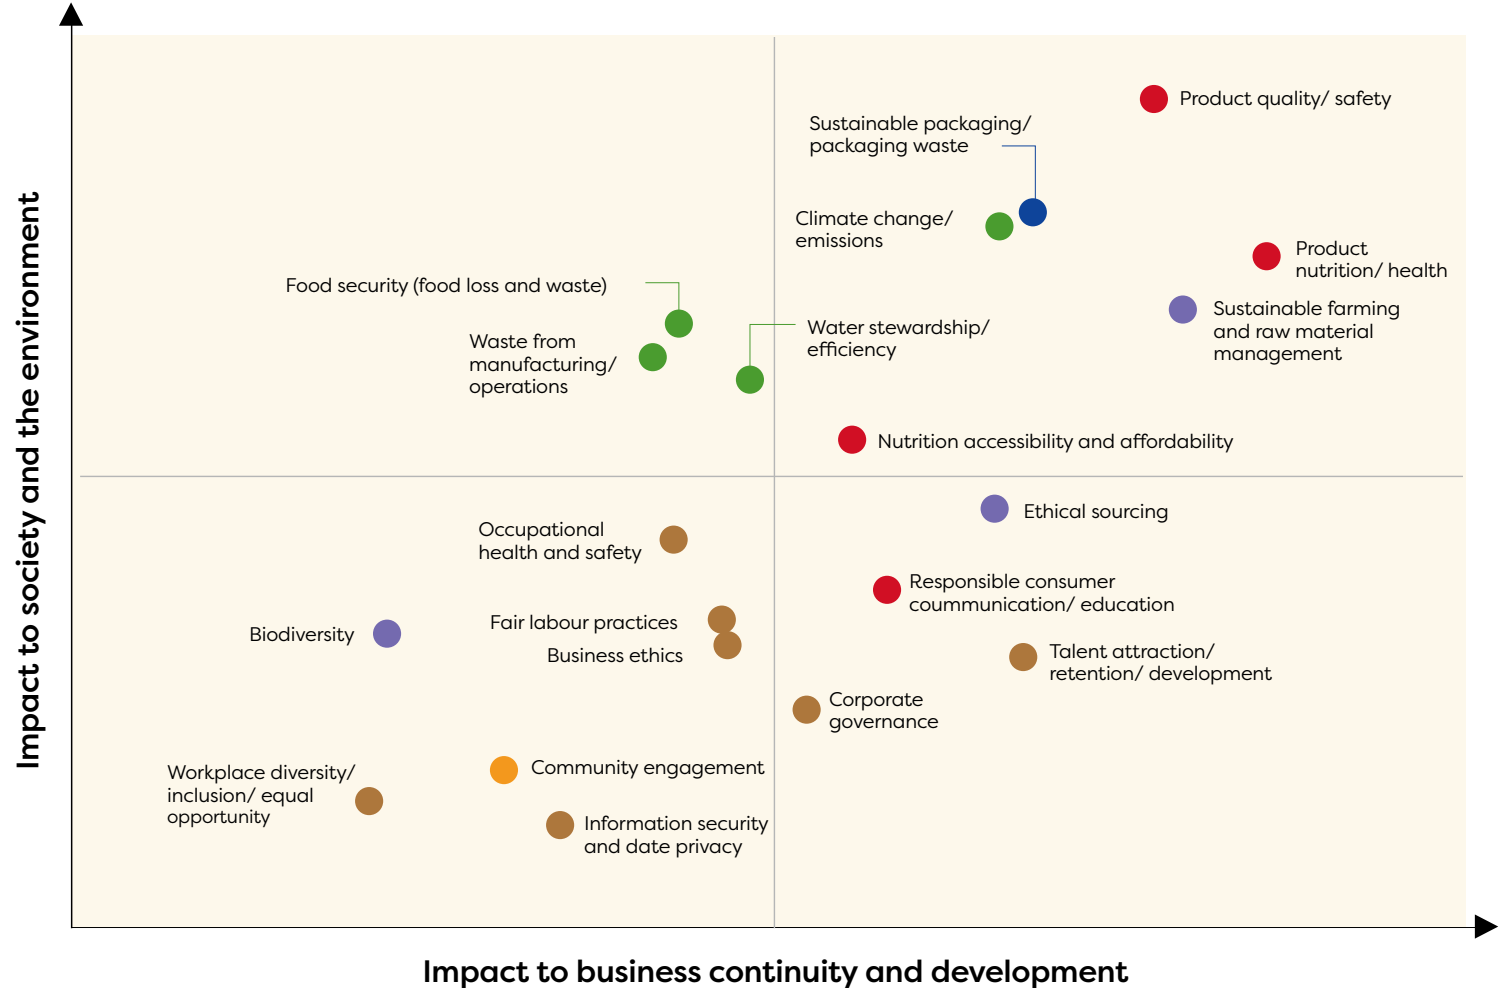 Impact to society and the environment
Product quality/ safety
Sustainable packaging/
packaging waste
Climate change/
emissions
Product
nutrition/ health
Sustainable farming
and raw material
management
Food security (food loss and waste)
Waste from
manufacturing/
operations
Water stewardship/
efficiency
Nutrition accessibility and affordability
Ethical sourcing
Occupational
health and safety
Responsible consumer
coummunication/ education
Fair labour practices
Biodiversity
Business ethics
Talent attraction/
retention/ development
Corporate
governance
Community engagement
Workplace diversity/
inclusion/ equal
opportunity
Information security
and date privacy
Impact to business continuity and development